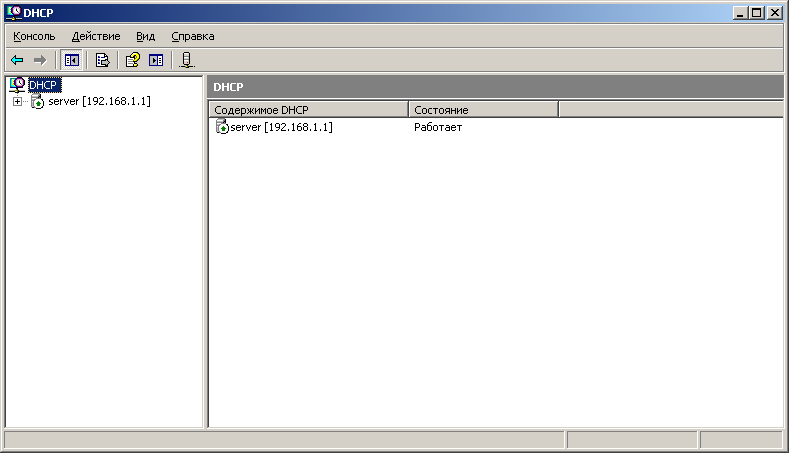 DHCP
Консоль Действие Вид Справка
DHCP
server [192.168.1.1]
DHCP
Содержимое DHCP Состояние
server [192.168.1.1] Работает